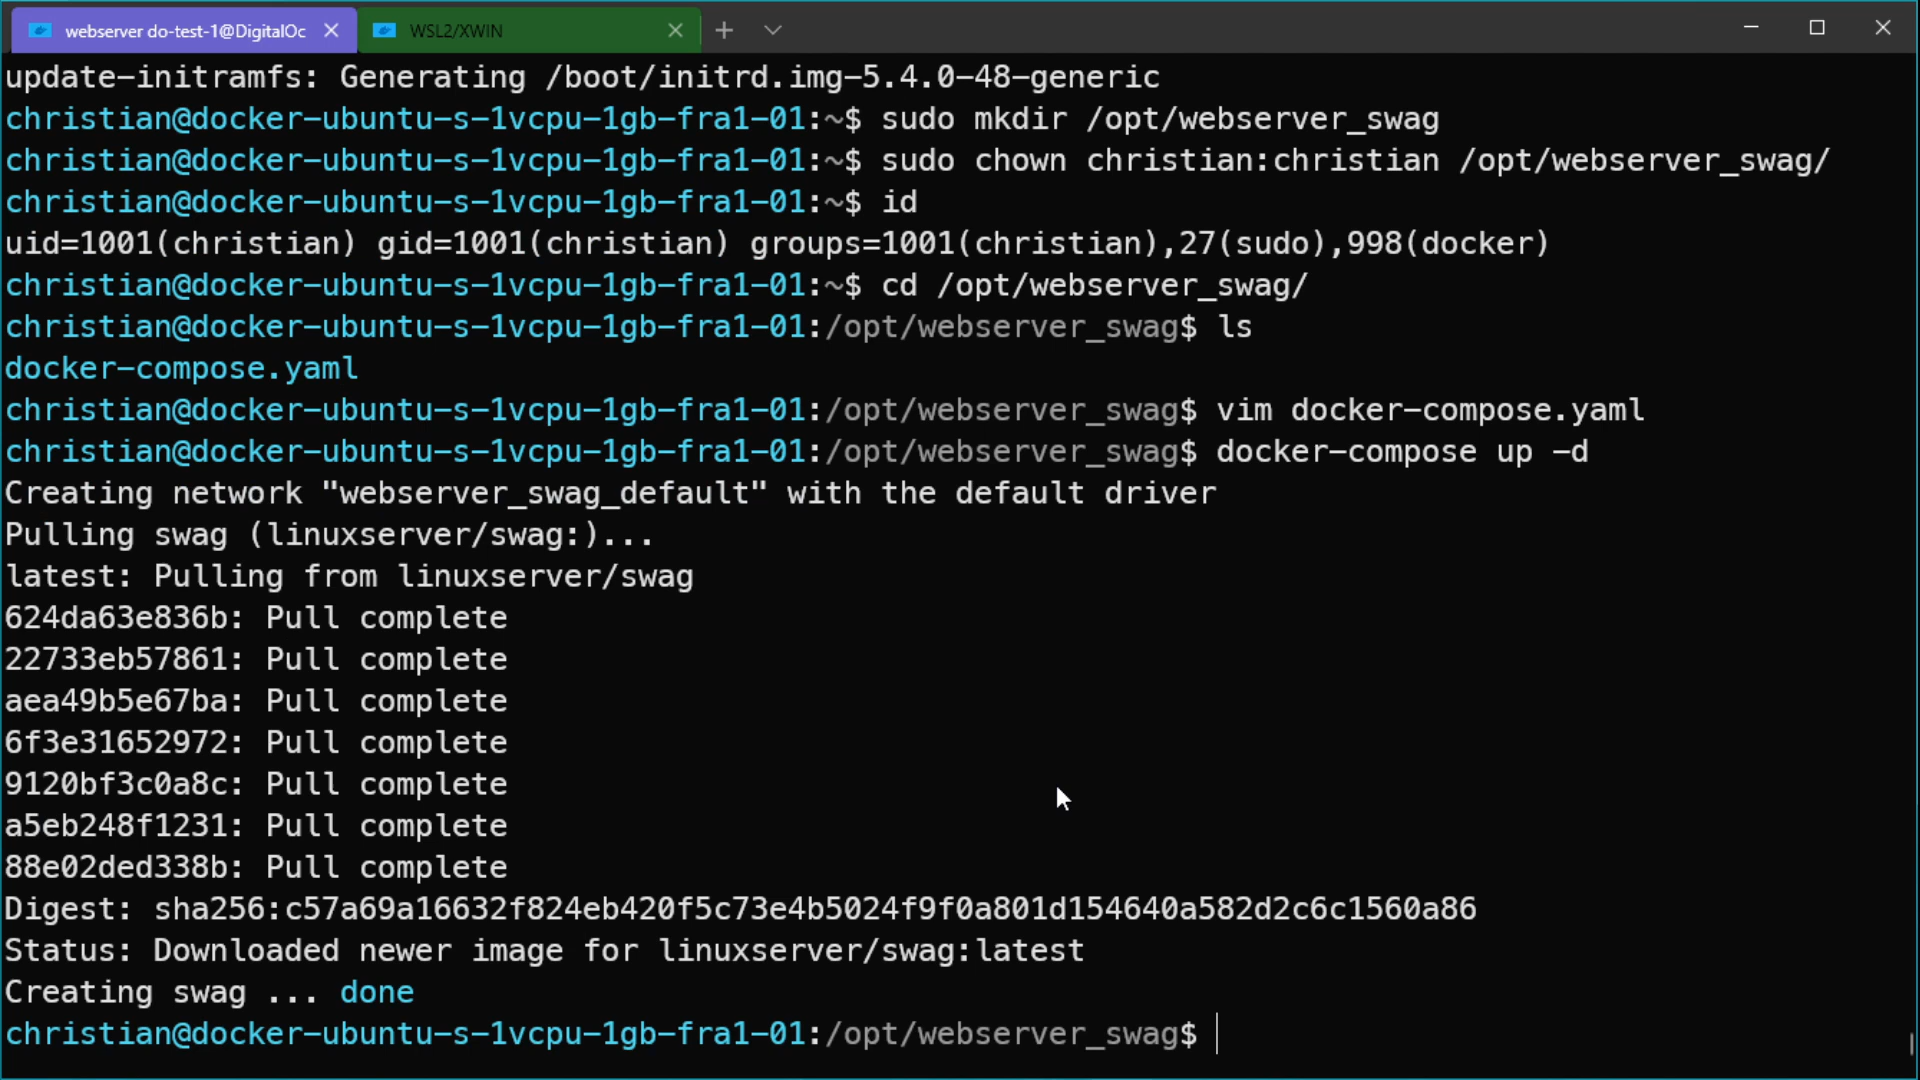 webserver do-test-1@DigitalOc
WSL2/XWIN
update-initramfs: Generating /boot/initrd.img-5.4.0-48-generic
christian@docker-ubuntu-s-1vcpu-1gb-fra1-01:~$ sudo mkdir /opt/webserver_swag
christian@docker-ubuntu-s-1vcpu-1gb-fra1-01:~$ sudo chown christian:christian /opt/webserver_swag/
christian@docker-ubuntu-s-1vcpu-1gb-fra1-01:~$ id
uid=1001(christian) gid=1001(christian) groups=1001(christian),27(sudo),998(docker)
christian@docker-ubuntu-s-1vcpu-1gb-fra1-01:~$ cd /opt/webserver_swag/
christian@docker-ubuntu-s-1vcpu-1gb-fra1-01:/opt/webserver_swag$ ls
docker-compose.yaml
christian@docker-ubuntu-s-1vcpu-1gb-fra1-01:/opt/webserver_swag$ vim docker-compose.yaml
christian@docker-ubuntu-s-1vcpu-1gb-fra1-01:/opt/webserver_swag$ docker-compose up -d
Creating network "webserver_swag_default" with the default driver
Pulling swag (linuxserver/swag:)...
latest: Pulling from linuxserver/swag
624da63e836b: Pull complete
22733eb57861: Pull complete
aea49b5e67ba: Pull complete
6f3e31652972: Pull complete
9120bf3c0a8c: Pull complete
a5eb248f1231: Pull complete
88e02ded338b: Pull complete
Digest: sha256:c57a69a16632f824eb420f5c73e4b5024f9f0a801d154640a582d2c6c1560a86
Status: Downloaded newer image for linuxserver/swag:latest
Creating swag ... done
christian@docker-ubuntu-s-1vcpu-1gb-fra1-01:/opt/webserver_swag$